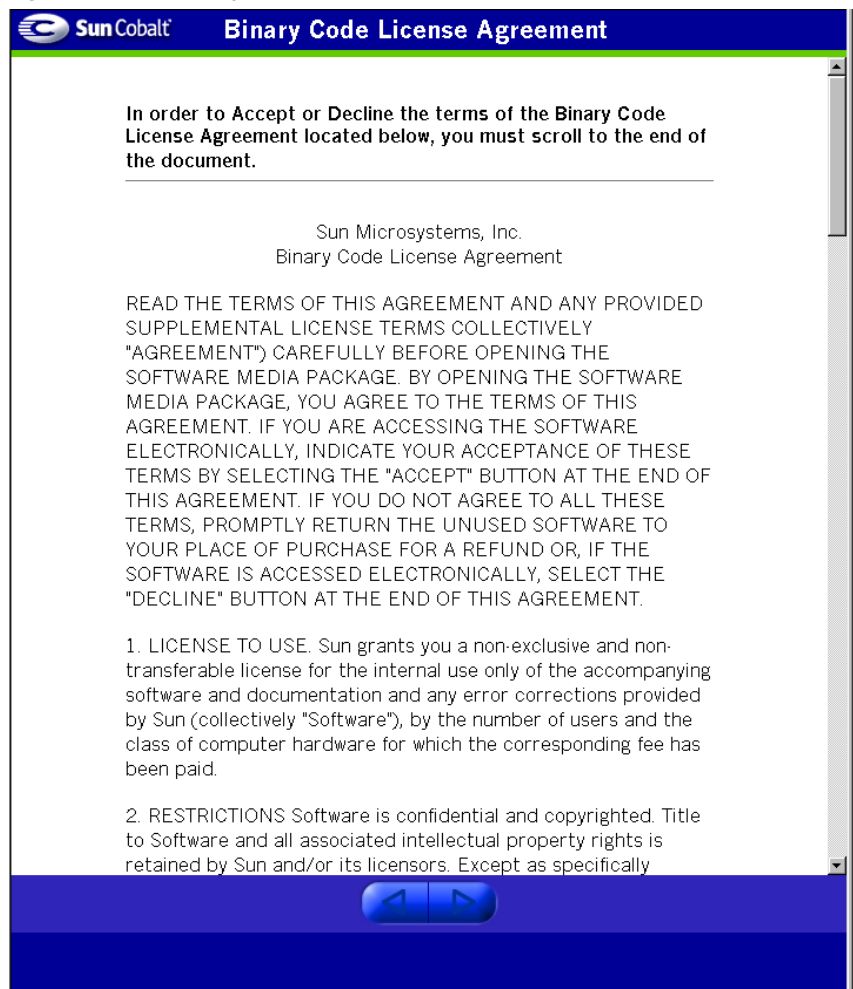 Sun Cobalt™ Binary Code License Agreement
In order to Accept or Decline the terms of the Binary Code
License Agreement located below, you must scroll to the end of
the document.
Sun Microsystems, Inc.
Binary Code License Agreement
READ THE TERMS OF THIS AGREEMENT AND ANY PROVIDED
SUPPLEMENTAL LICENSE TERMS COLLECTIVELY
"AGREEMENT") CAREFULLY BEFORE OPENING THE
SOFTWARE MEDIA PACKAGE. BY OPENING THE SOFTWARE
MEDIA PACKAGE, YOU AGREE TO THE TERMS OF THIS
AGREEMENT. IF YOU ARE ACCESSING THE SOFTWARE
ELECTRONICALLY, INDICATE YOUR ACCEPTANCE OF THESE
TERMS BY SELECTING THE "ACCEPT" BUTTON AT THE END OF
THIS AGREEMENT. IF YOU DO NOT AGREE TO ALL THESE
TERMS, PROMPTLY RETURN THE UNUSED SOFTWARE TO
YOUR PLACE OF PURCHASE FOR A REFUND OR, IF THE
SOFTWARE IS ACCESSED ELECTRONICALLY, SELECT THE
"DECLINE" BUTTON AT THE END OF THIS AGREEMENT.
1. LICENSE TO USE. Sun grants you a non-exclusive and non-
transferable license for the internal use only of the accompanying
software and documentation and any error corrections provided
by Sun (collectively "Software"), by the number of users and the
class of computer hardware for which the corresponding fee has
been paid.
2. RESTRICTIONS Software is confidential and copyrighted. Title
to Software and all associated intellectual property rights is
retained by Sun and/or its licensors. Except as specifically